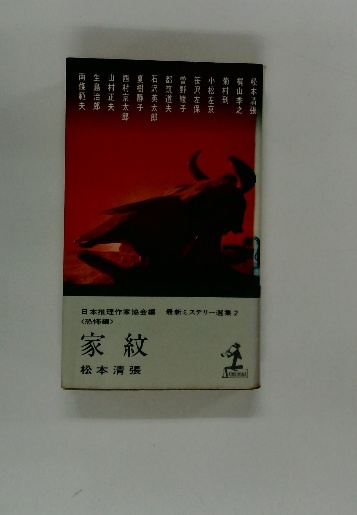 松本清張
梶山季之
菊村到
小松左京
笹沢左保
曽野綾子
都筑道夫
石沢英太郎
夏樹静子
西村京太郎
山村正夫
生島治郎
両條範夫
日本推理作家協会編　最新ミステリー選集2
〈恐怖編〉
家紋
松本清張